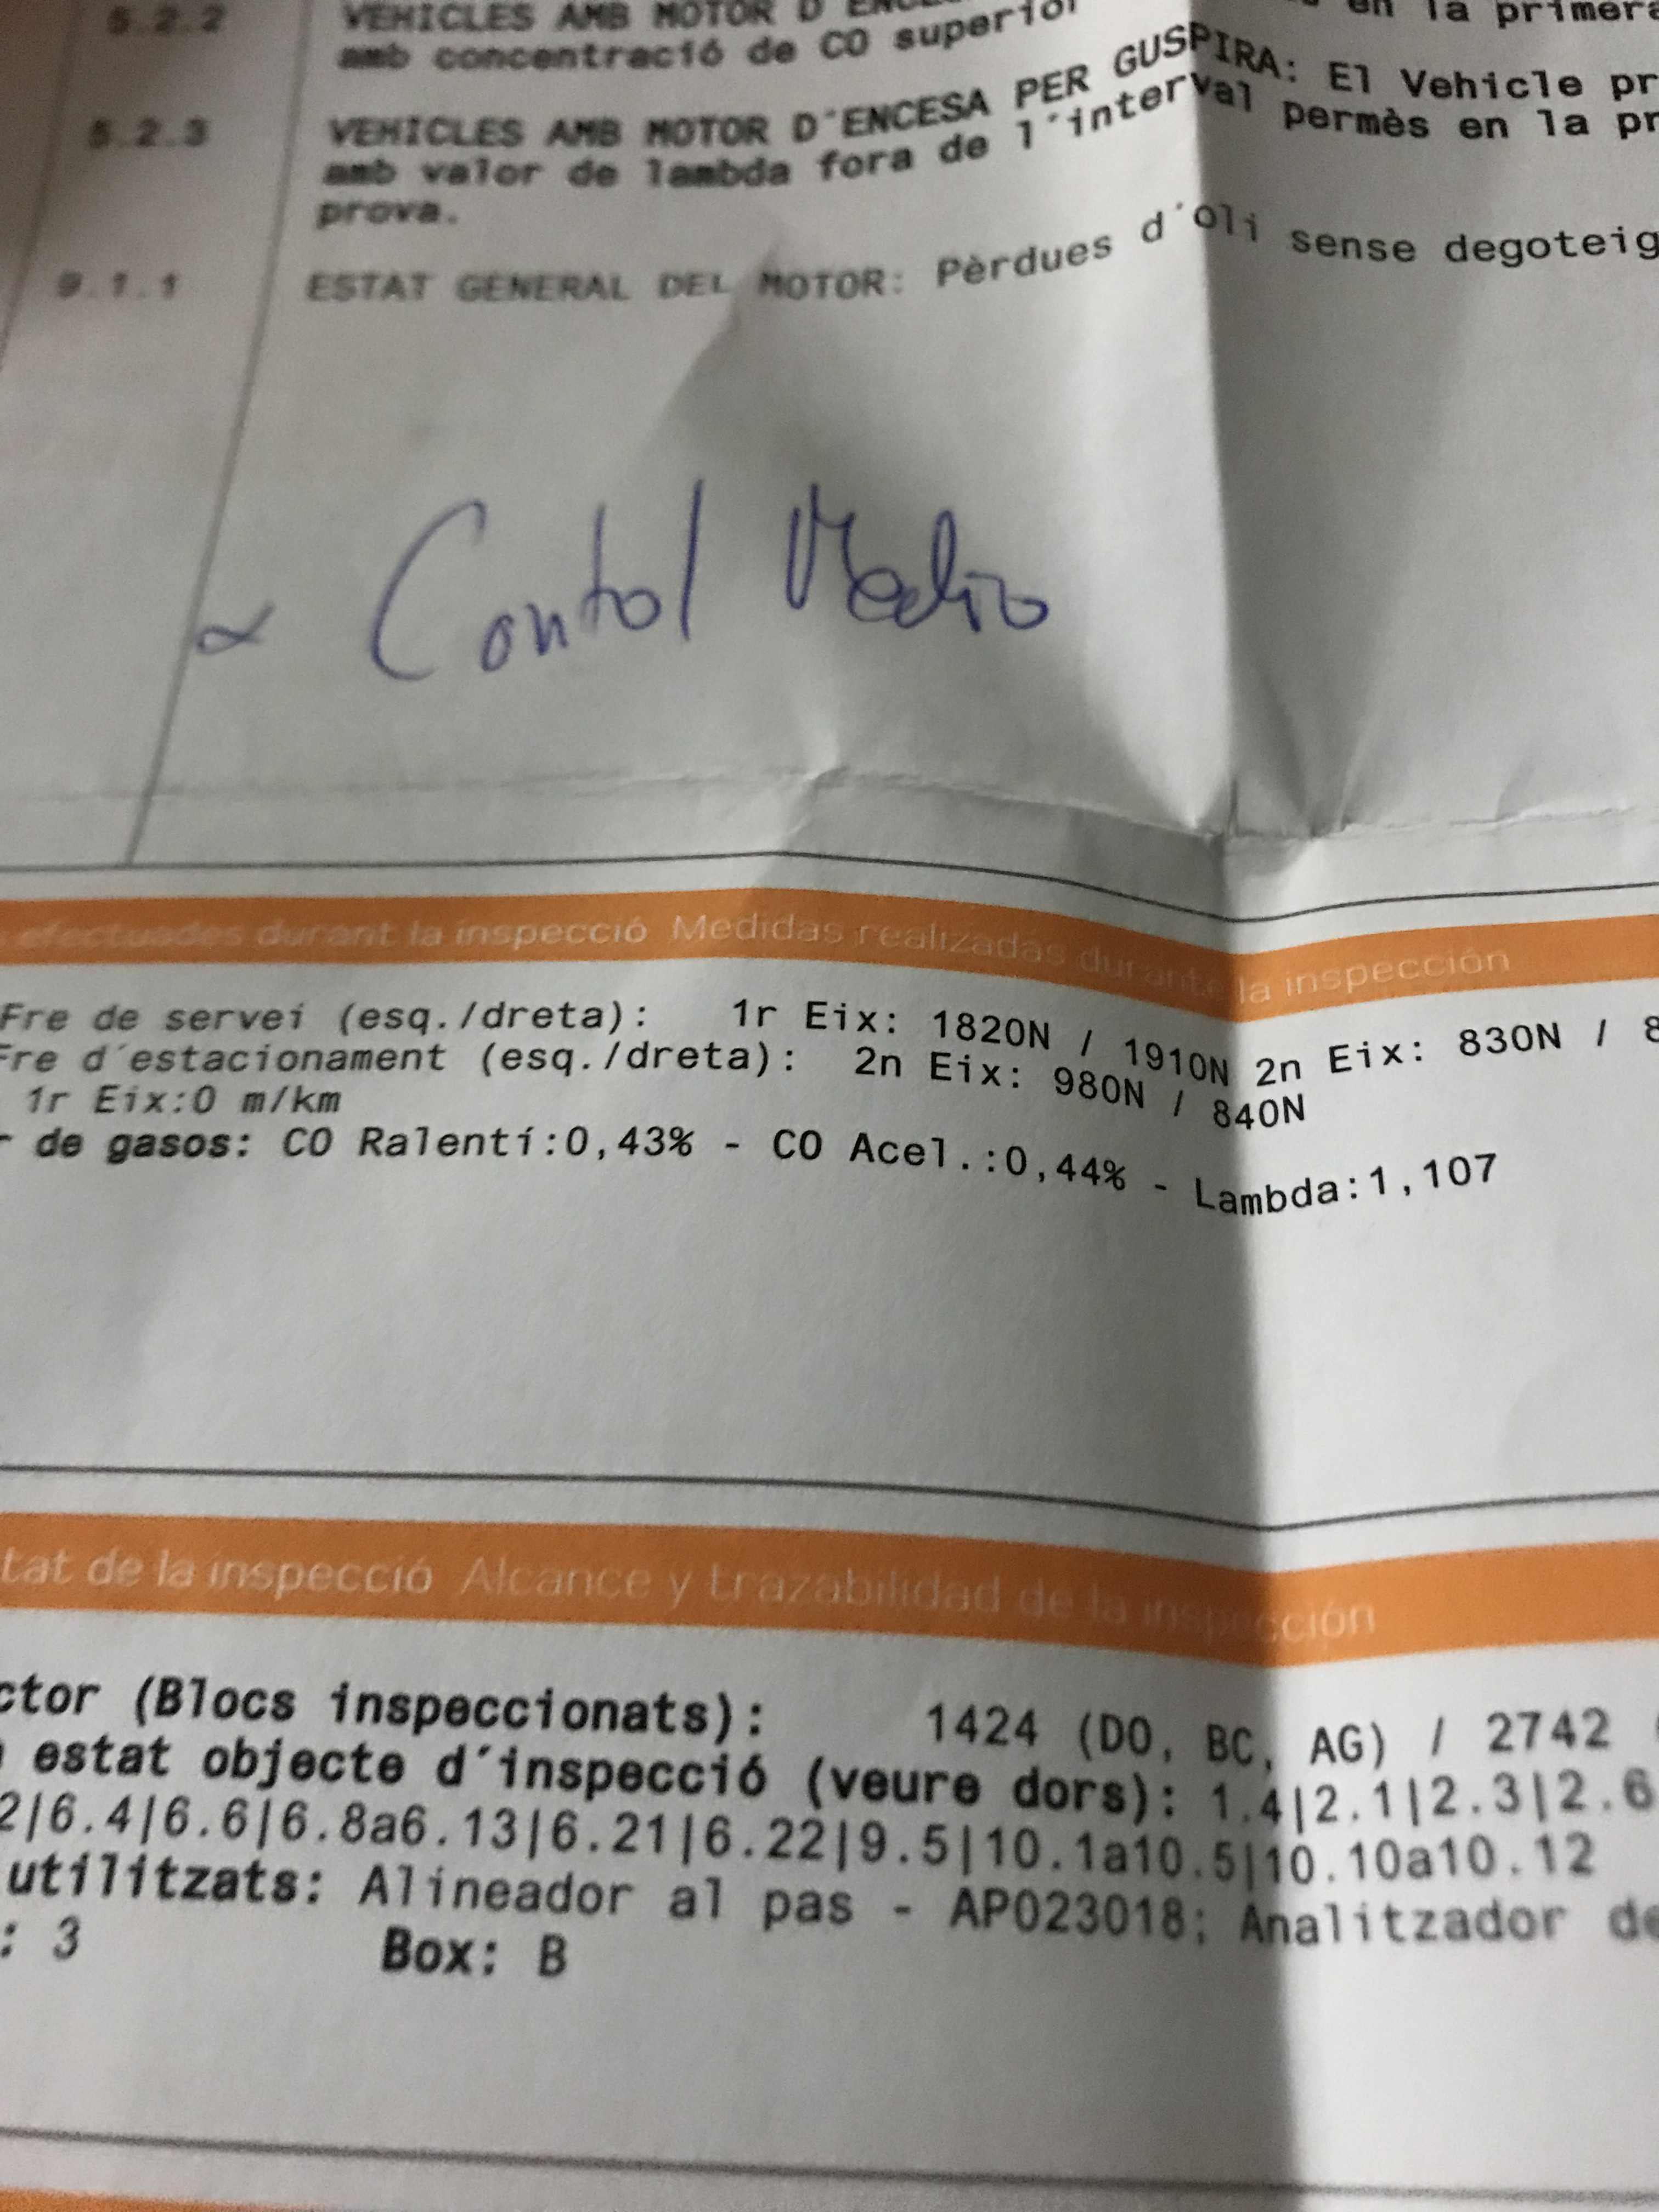 5.2.2 VEHICLES AMB MOTOR D en la primera
amb concentració de CO superior
5.2.3 VEHICLES AMB MOTOR D´ENCESA PER GUSPIRA: El Vehicle pr
amb valor de lambda fora de l´interval permès en la pr
prova.
9.1.1 ESTAT GENERAL DEL MOTOR: Pèrdues d´Oli sense degoteig
Contol Medio
efectuades durant la inspecció Medidas realizadas durante la inspección
Fre de servei (esq./dreta): 1r Eix: 1820N / 1910N 2n Eix: 830N / 8
Fre d´estacionament (esq./dreta): 2n Eix: 980N / 840N
1r Eix:0 m/km
r de gasos: CO Ralentí:0,43% - CO Acel.:0,44% - Lambda:1,107
tat de la inspecció Alcance y trazabilidad de la inspección
ctor (Blocs inspeccionats): 1424 (DO, BC, AG) / 2742
estat objecte d´inspecció (veure dors): 1.4|2.1|2.3|2.6
2|6.4|6.6|6.8a6.13|6.21|6.22|9.5|10.1a10.5|10.10a10.12
utilitzats: Alineador al pas - AP023018; Analitzador de
: 3 Box: B